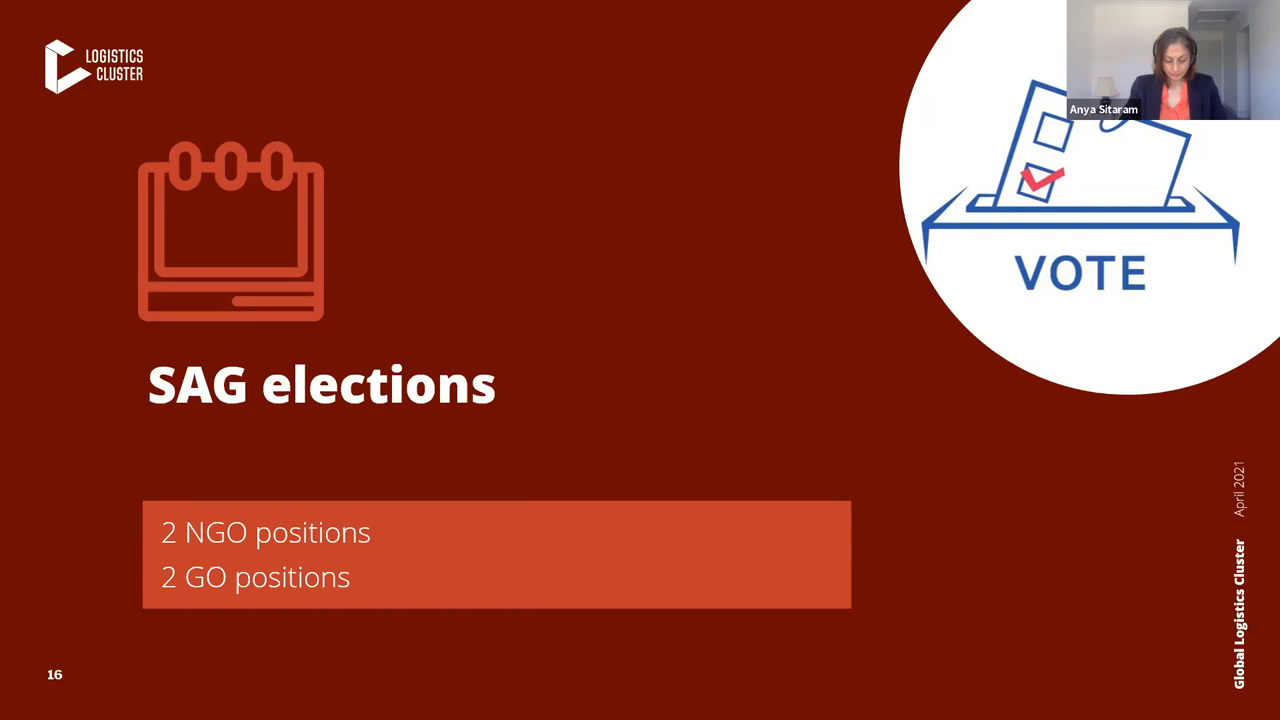 LOGISTICS
CLUSTER
Anya Sitaram
VOTE
SAG elections
2 NGO positions
2 GO positions
Global Logistics Cluster April 2021
16